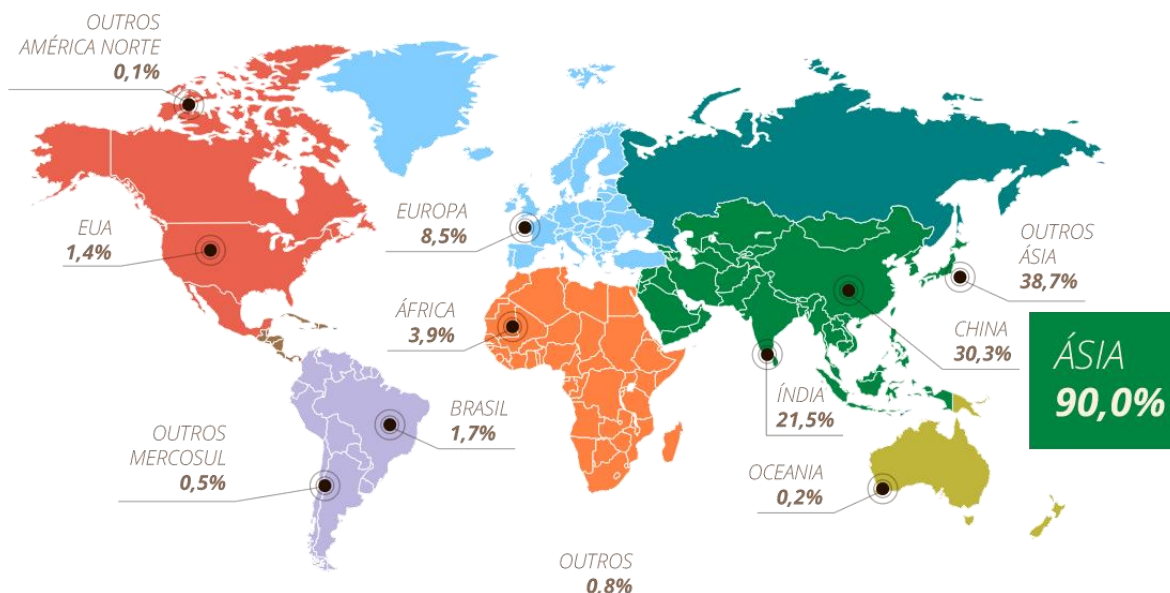 OUTROS
AMÉRICA NORTE
0,1%
EUA
1,4%
EUROPA
8,5%
ÁFRICA
3,9%
OUTROS
ÁSIA
38,7%
CHINA
30,3%
ÁSIA
90,0%
ÍNDIA
21,5%
BRASIL
1,7%
OUTROS
MERCOSUL
0,5%
OCEANIA
0,2%
OUTROS
0,8%